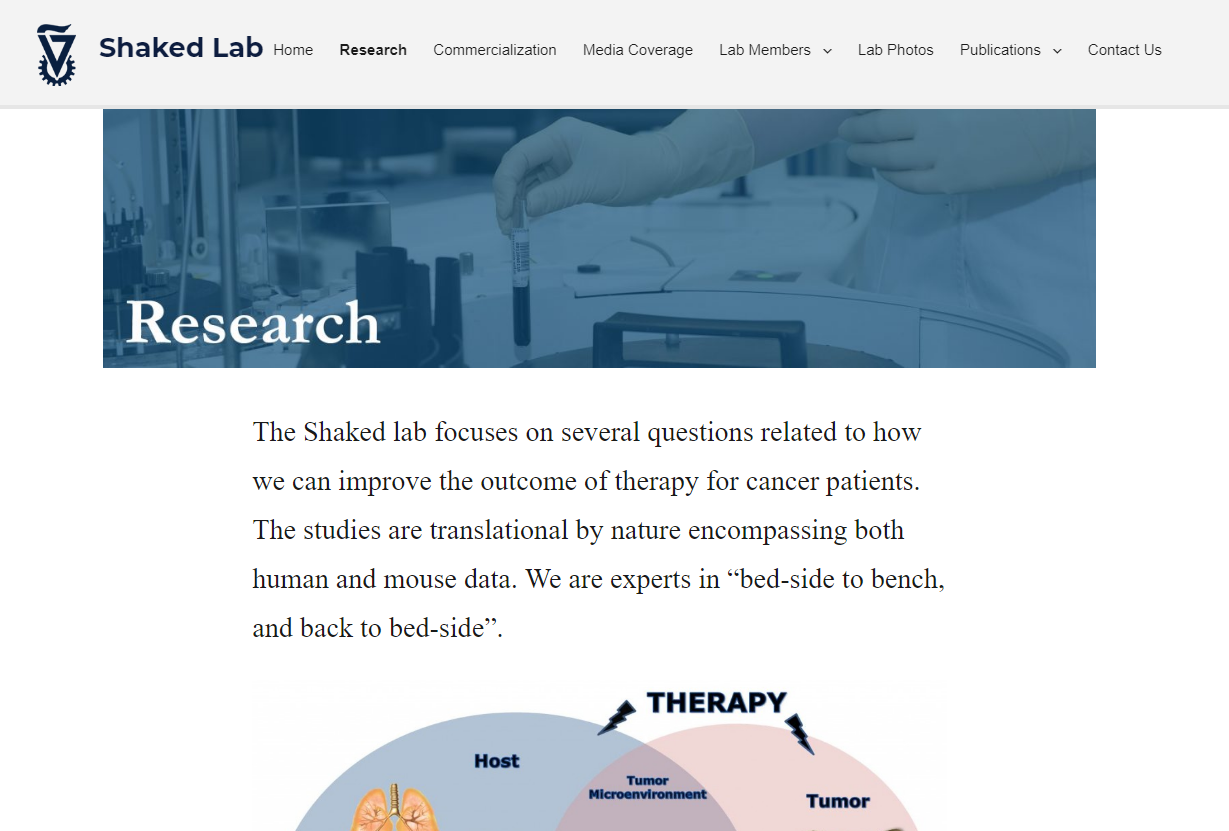 Shaked Lab Home Research Commercialization Media Coverage Lab Members Lab Photos Publications Contact Us
Research
The Shaked lab focuses on several questions related to how
we can improve the outcome of therapy for cancer patients.
The studies are translational by nature encompassing both
human and mouse data. We are experts in “bed-side to bench,
and back to bed-side”.
THERAPY
Host
Tumor
Microenvironment
Tumor